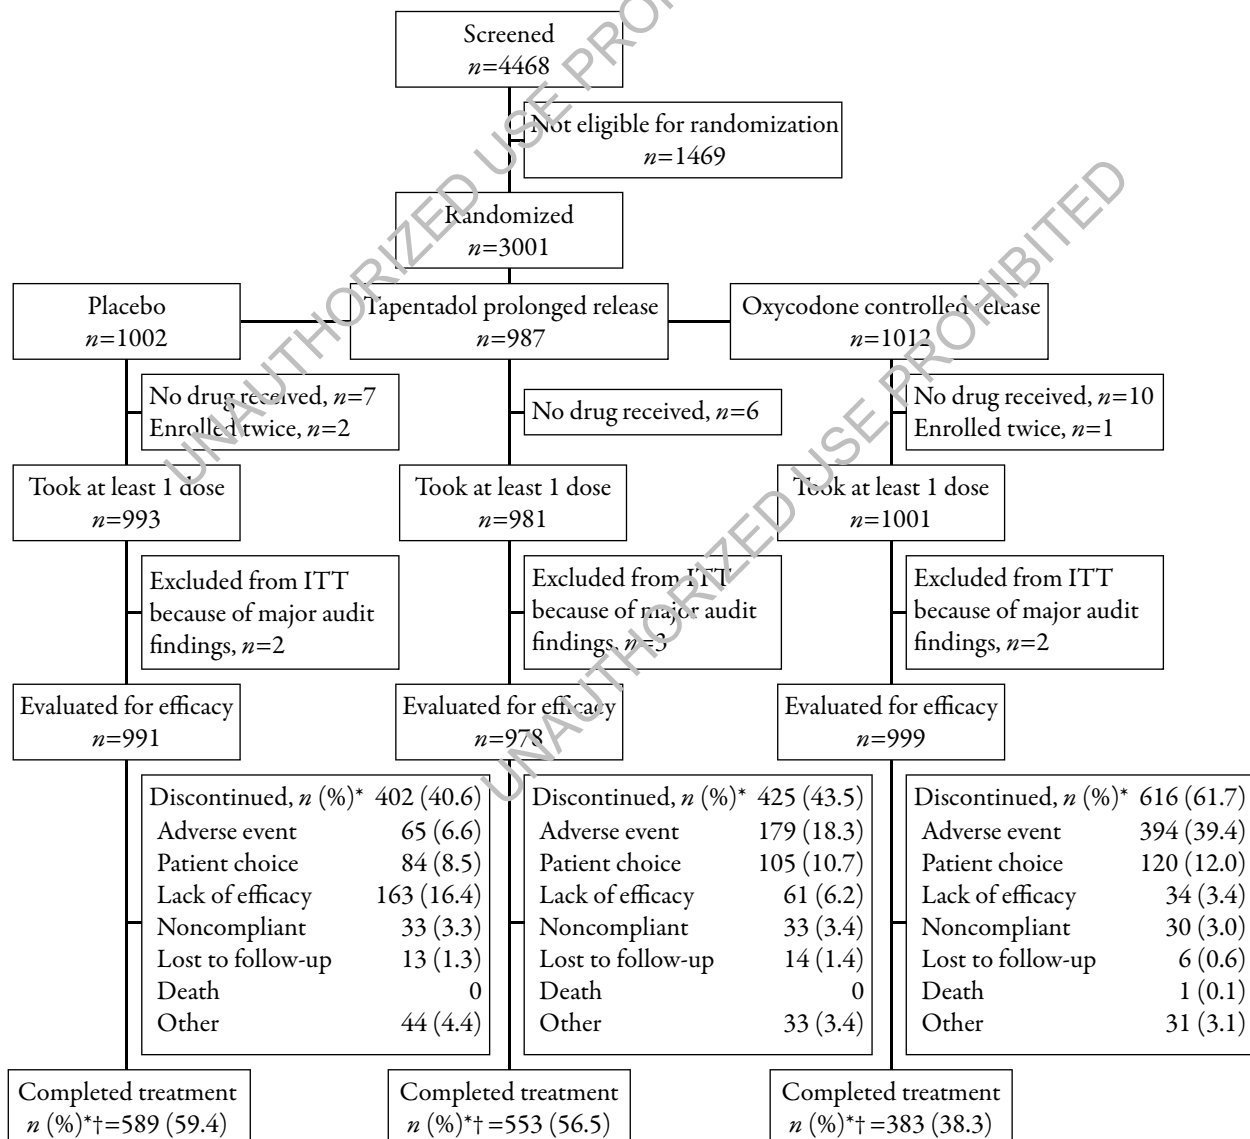 Screened
n=4468
Not eligible for randomization
n=1469
Randomized
n=3001
Placebo
n=1002
Tapentadol prolonged release
n=987
Oxycodone controlled release
n=1012
No drug received, n=7
Enrolled twice, n=2
No drug received, n=6
No drug received, n=10
Enrolled twice, n=1
Took at least 1 dose
n=993
Took at least 1 dose
n=981
Took at least 1 dose
n=1001
Excluded from ITT
because of major audit
findings, n=2
Excluded from ITT
because of major audit
findings, n=3
Excluded from ITT
because of major audit
findings, n=2
Evaluated for efficacy
n=991
Evaluated for efficacy
n=978
Evaluated for efficacy
n=999
Discontinued, n (%)* 402 (40.6)
Adverse event 65 (6.6)
Patient choice 84 (8.5)
Lack of efficacy 163 (16.4)
Noncompliant 33 (3.3)
Lost to follow-up 13 (1.3)
Death 0
Other 44 (4.4)
Discontinued, n (%)* 425 (43.5)
Adverse event 179 (18.3)
Patient choice 105 (10.7)
Lack of efficacy 61 (6.2)
Noncompliant 33 (3.4)
Lost to follow-up 14 (1.4)
Death 0
Other 33 (3.4)
Discontinued, n (%)* 616 (61.7)
Adverse event 394 (39.4)
Patient choice 120 (12.0)
Lack of efficacy 34 (3.4)
Noncompliant 30 (3.0)
Lost to follow-up 6 (0.6)
Death 1 (0.1)
Other 31 (3.1)
Completed treatment
n (%)*†=589 (59.4)
Completed treatment
n (%)*†=553 (56.5)
Completed treatment
n (%)*†=383 (38.3)
UNAUTHORIZED USE PROH
UNAUTHORIZED USE PROHIBITED